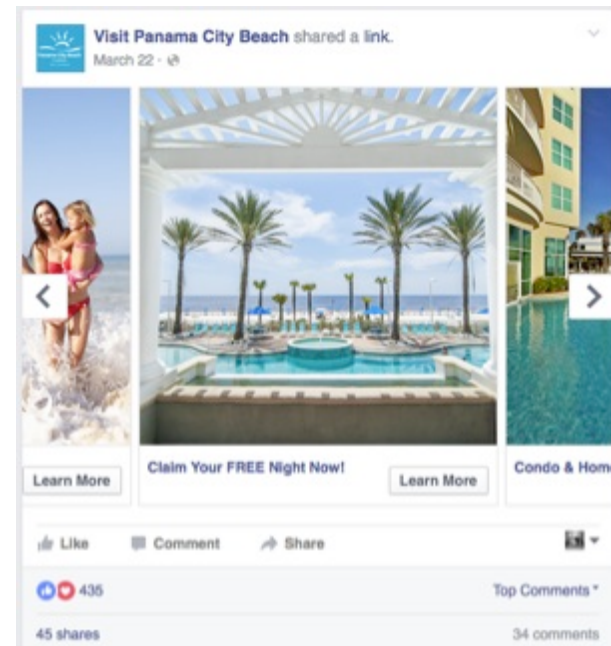 Visit Panama City Beach shared a link.
March 22 ·
Learn More
Claim Your FREE Night Now!
Learn More
Condo & Hom
Like
Comment
Share
435
Top Comments
45 shares
34 comments